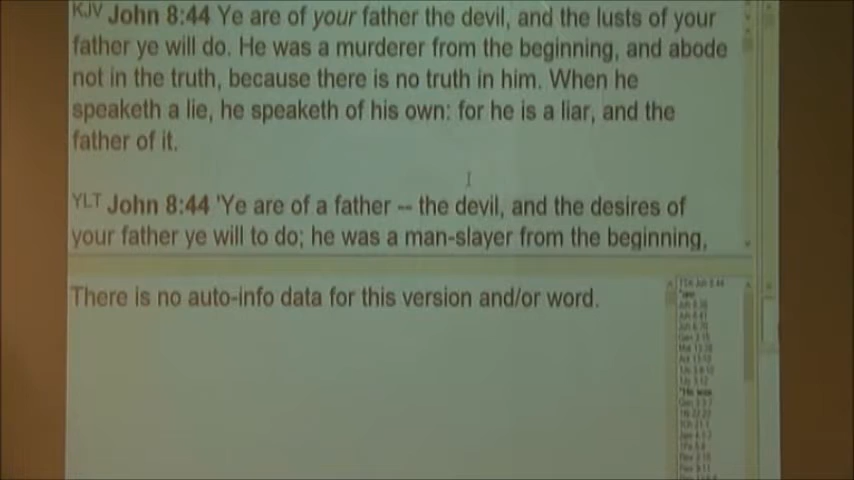 KJV John 8:44 Ye are of your father the devil, and the lusts of your
father ye will do. He was a murderer from the beginning, and abode
not in the truth, because there is no truth in him. When he
speaketh a lie, he speaketh of his own: for he is a liar, and the
father of it.
YLT John 8:44 'Ye are of a father -- the devil, and the desires of
your father ye will to do; he was a man-slayer from the beginning,
There is no auto-info data for this version and/or word.